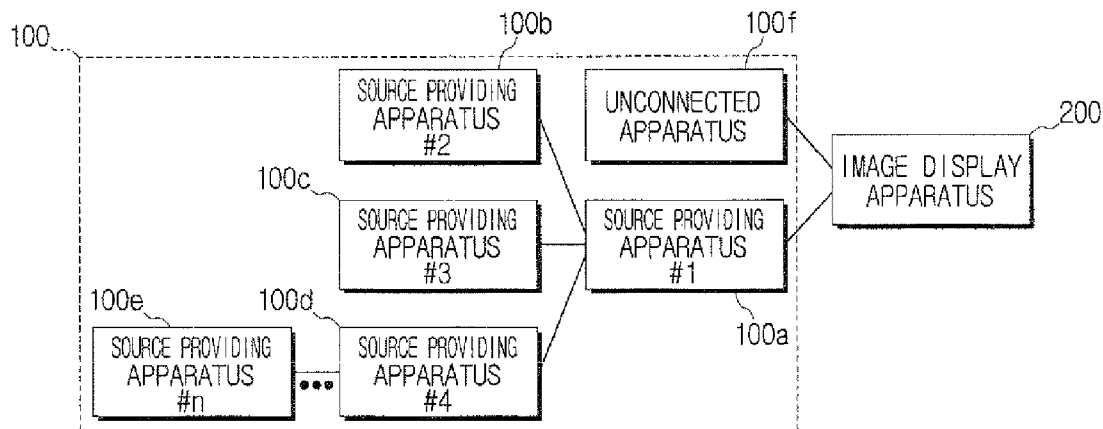 100
100b
100f
200
SOURCE PROVIDING
APPARATUS
#2
UNCONNECTED
APPARATUS
IMAGE DISPLAY
APPARATUS
100c
SOURCE PROVIDING
APPARATUS
#3
SOURCE PROVIDING
APPARATUS
#1
100a
100e
100d
SOURCE PROVIDING
APPARATUS
#n
•••
SOURCE PROVIDING
APPARATUS
#4